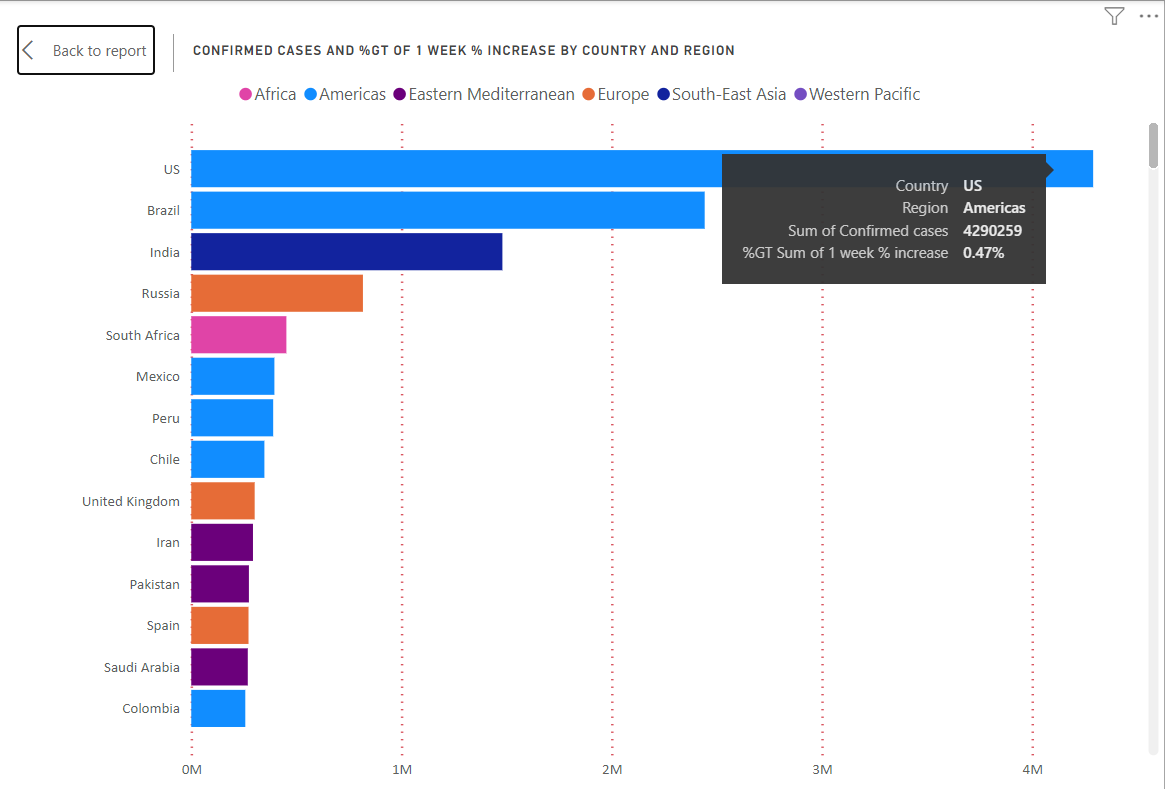 Back to report
CONFIRMED CASES AND %GT OF 1 WEEK % INCREASE BY COUNTRY AND REGION
Africa Americas Eastern Mediterranean Europe South-East Asia Western Pacific
US
Country US
Region Americas
Sum of Confirmed cases 4290259
%GT Sum of 1 week % increase 0.47%
Brazil
India
Russia
South Africa
Mexico
Peru
Chile
United Kingdom
Iran
Pakistan
Spain
Saudi Arabia
Colombia
0M 1M 2M 3M 4M